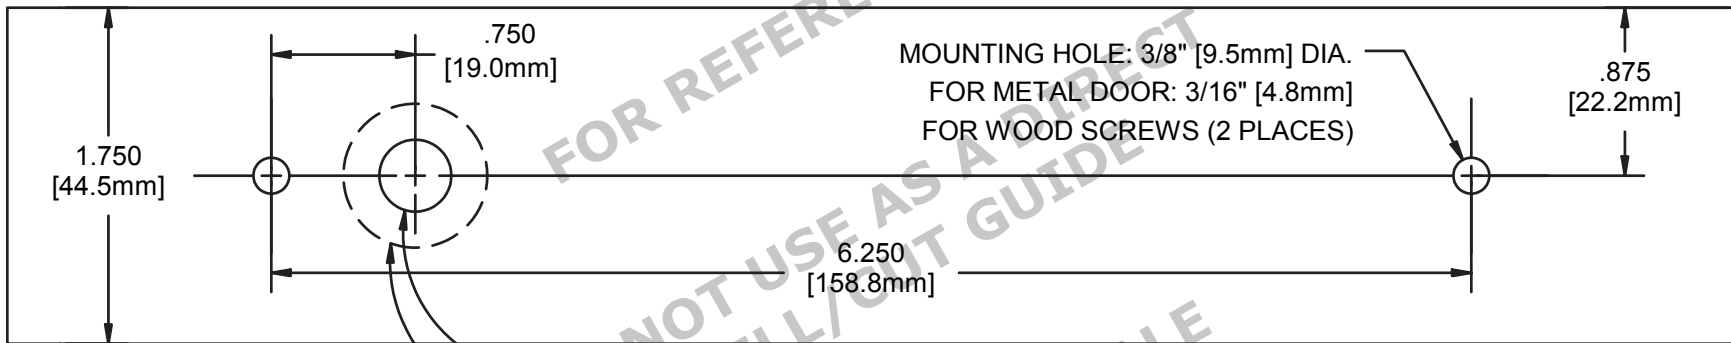 .750
[19.0mm]
MOUNTING HOLE: 3/8" [9.5mm] DIA.
FOR METAL DOOR: 3/16" [4.8mm]
FOR WOOD SCREWS (2 PLACES)
.875
[22.2mm]
1.750
[44.5mm]
6.250
[158.8mm]
FOR
NOT USE AS A DIRECT
CUT GUIDE